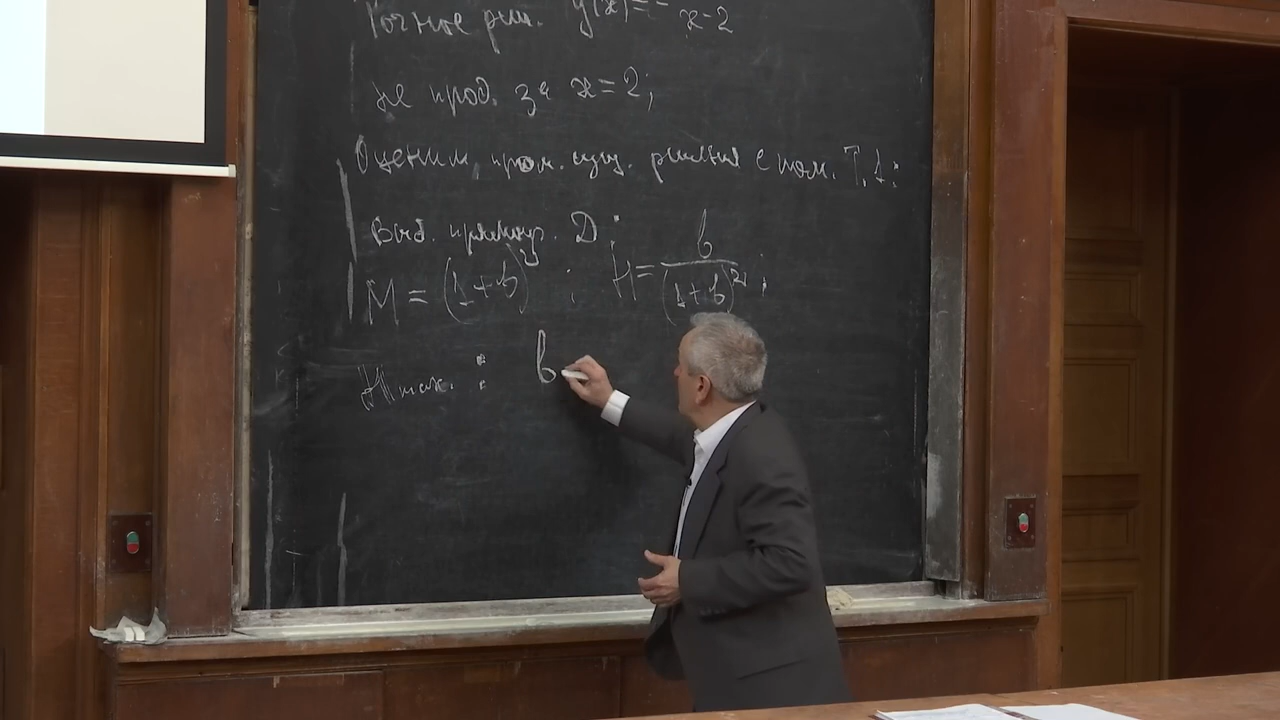 Точное реш. y(x) = - x-2
не прод. за x = 2;
Оценим пром. сущ. решения с пом. Т.1:
Выб. прямоуг. D:
M = (1+b)² ; H = b/(1+b)² ;
H max. : b